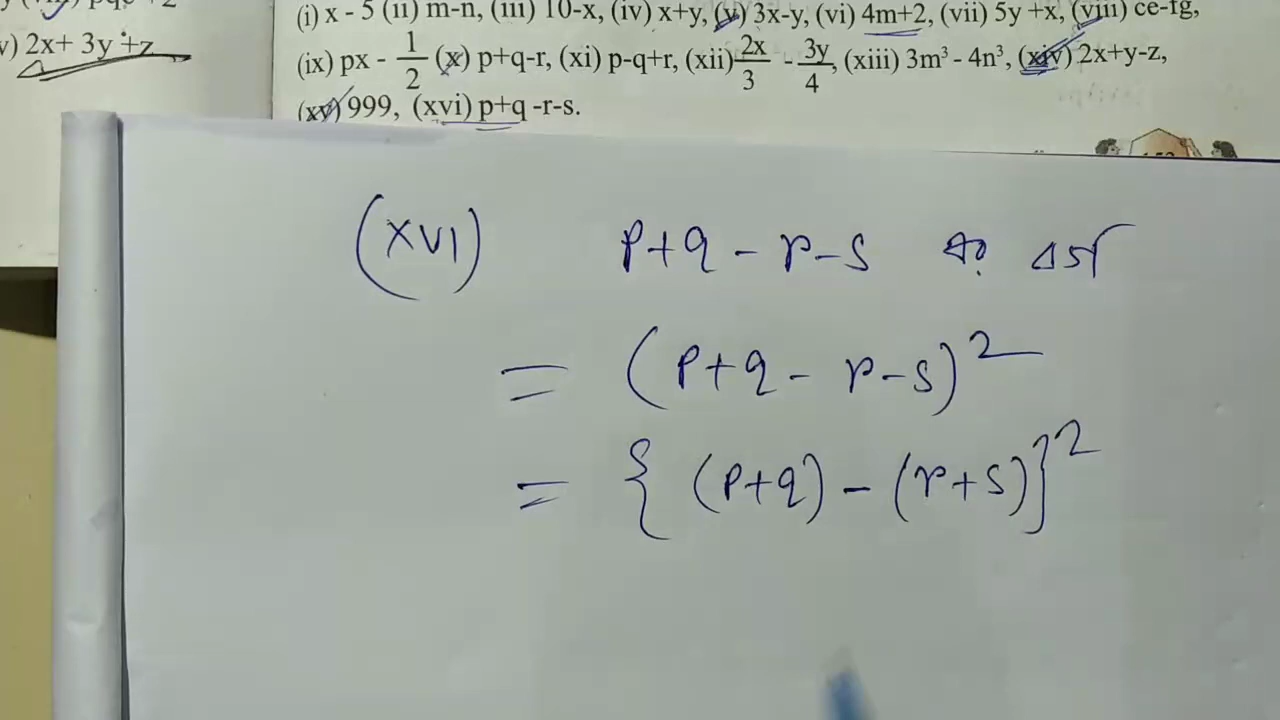 (i) x - 5 (ii) m-n, (iii) 10-x, (iv) x+y, (v) 3x-y, (vi) 4m+2, (vii) 5y +x, (viii) ce-fg,
v) 2x+ 3y +z
(ix) px - 1/2 (x) p+q-r, (xi) p-q+r, (xii) 2x/3 - 3y/4, (xiii) 3m³ - 4n³, (xiv) 2x+y-z,
(xv) 999, (xvi) p+q -r-s.
(XVI) p+q - r-s এর বর্গ
= (p+q - r-s)²
= { (p+q) - (r+s)}²